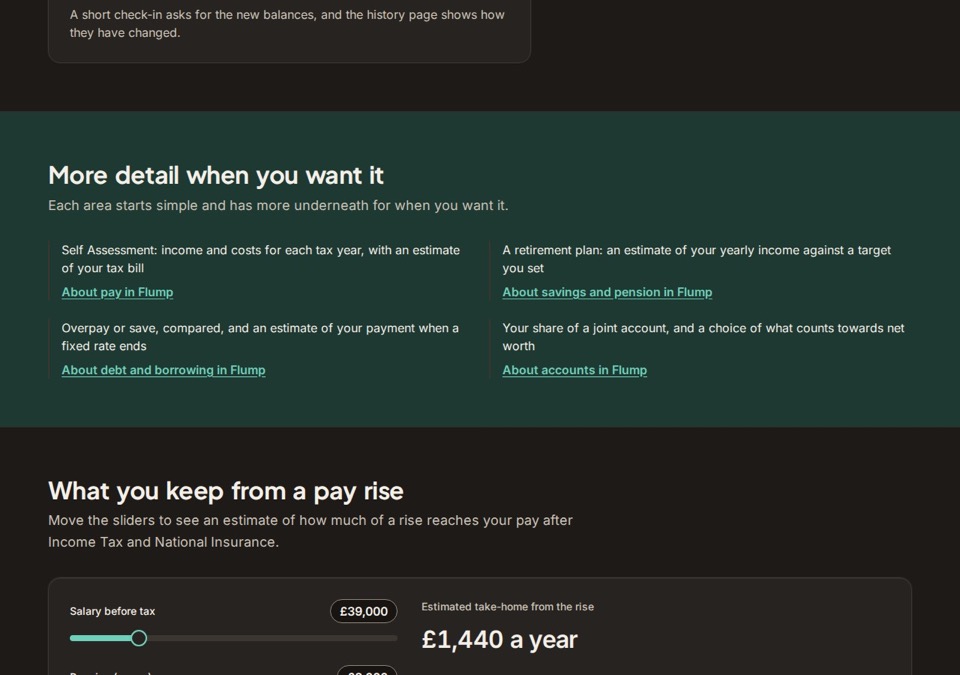 A short check-in asks for the new balances, and the history page shows how
they have changed.
More detail when you want it
Each area starts simple and has more underneath for when you want it.
Self Assessment: income and costs for each tax year, with an estimate
of your tax bill
About pay in Flump
A retirement plan: an estimate of your yearly income against a target
you set
About savings and pension in Flump
Overpay or save, compared, and an estimate of your payment when a
fixed rate ends
About debt and borrowing in Flump
Your share of a joint account, and a choice of what counts towards net
worth
About accounts in Flump
What you keep from a pay rise
Move the sliders to see an estimate of how much of a rise reaches your pay after
Income Tax and National Insurance.
Salary before tax
£39,000
Estimated take-home from the rise
£1,440 a year